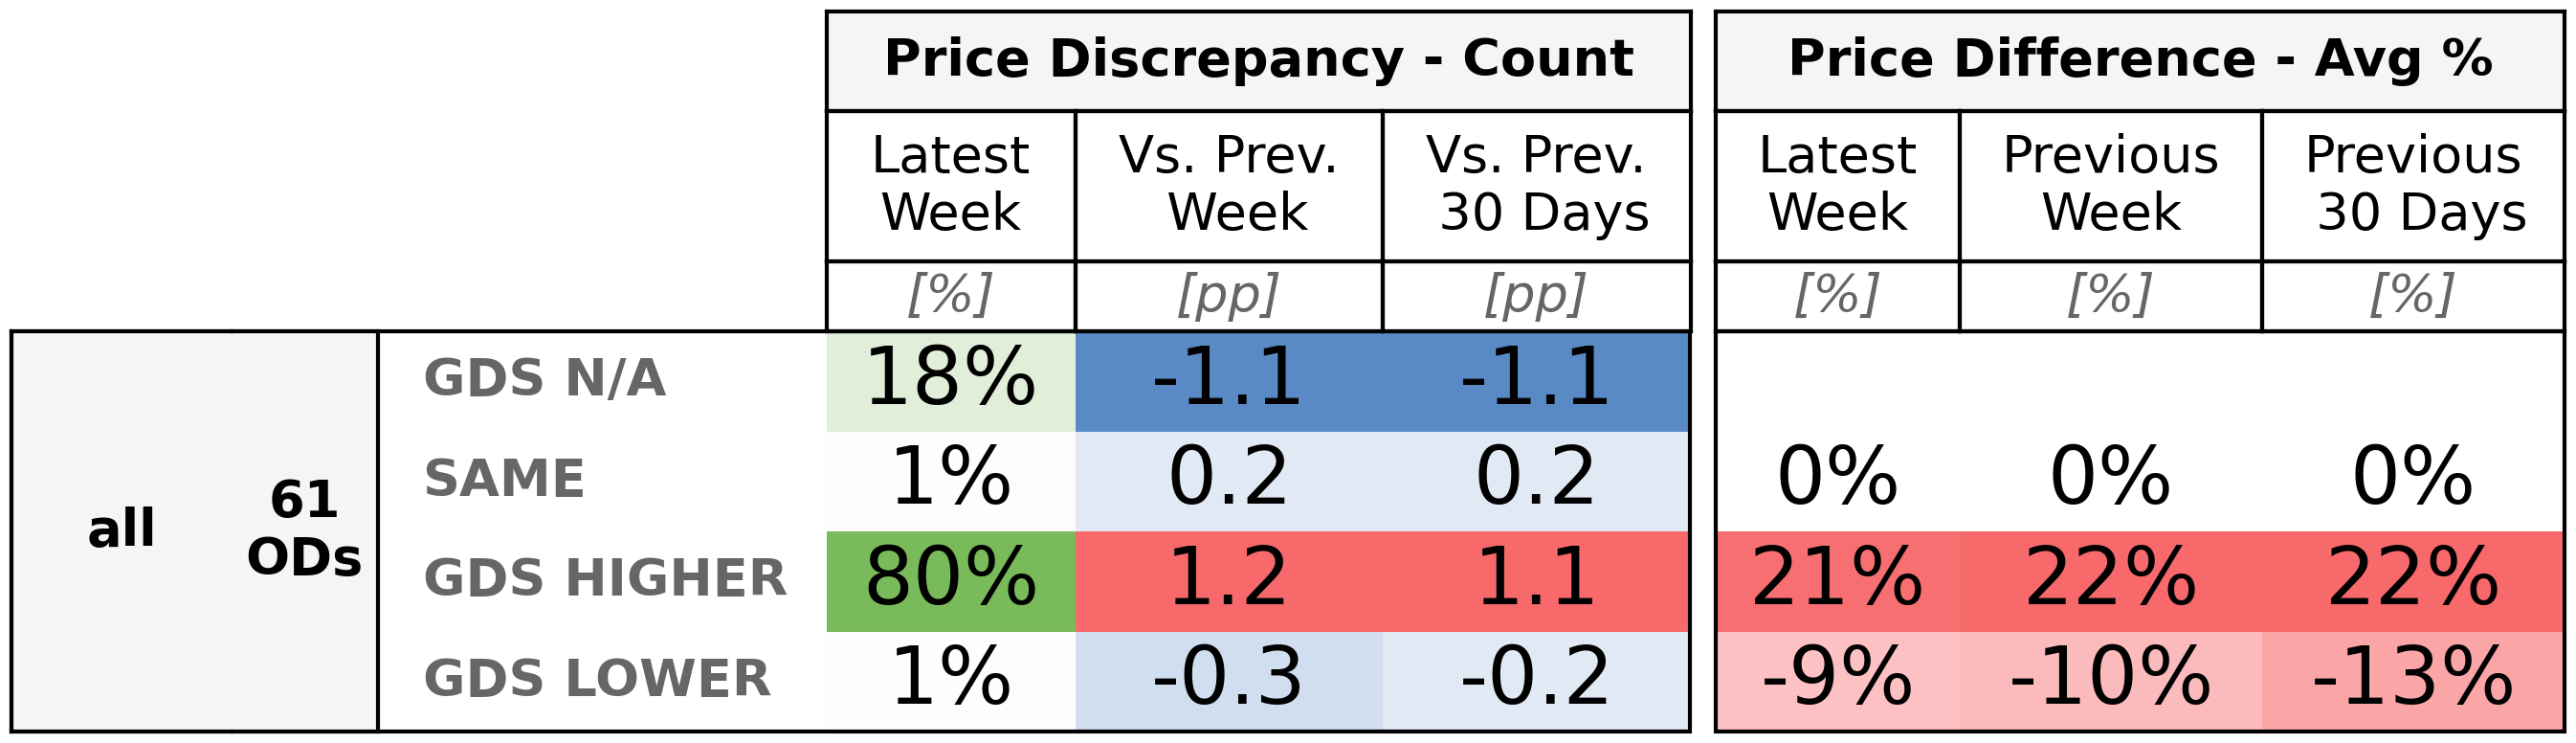 Price Discrepancy - Count Price Difference - Avg %
Latest Week Vs. Prev. Week Vs. Prev. 30 Days Latest Week Previous Week Previous 30 Days
[%] [pp] [pp] [%] [%] [%]
all 61 ODs
GDS N/A 18% -1.1 -1.1
SAME 1% 0.2 0.2 0% 0% 0%
GDS HIGHER 80% 1.2 1.1 21% 22% 22%
GDS LOWER 1% -0.3 -0.2 -9% -10% -13%